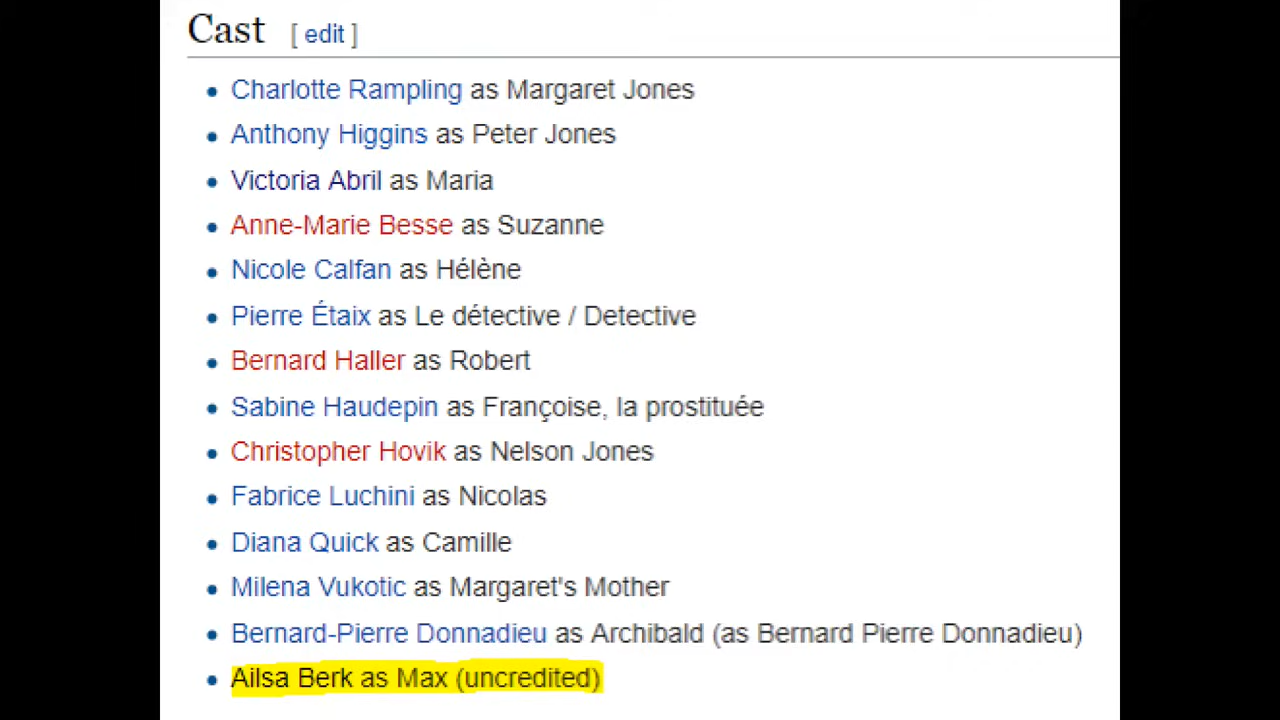 Cast [ edit ]
• Charlotte Rampling as Margaret Jones
• Anthony Higgins as Peter Jones
• Victoria Abril as Maria
• Anne-Marie Besse as Suzanne
• Nicole Calfan as Hélène
• Pierre Étaix as Le détective / Detective
• Bernard Haller as Robert
• Sabine Haudepin as Françoise, la prostituée
• Christopher Hovik as Nelson Jones
• Fabrice Luchini as Nicolas
• Diana Quick as Camille
• Milena Vukotic as Margaret's Mother
• Bernard-Pierre Donnadieu as Archibald (as Bernard Pierre Donnadieu)
• Ailsa Berk as Max (uncredited)